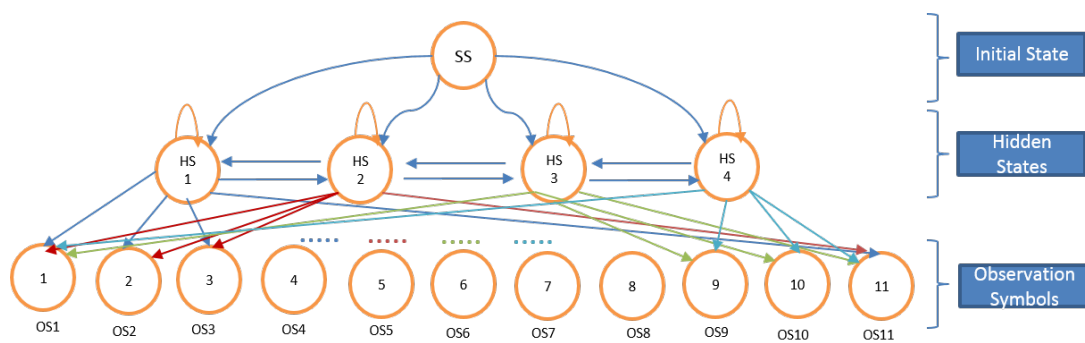 SS
Initial State
HS
1
HS
2
HS
3
HS
4
Hidden
States
1
2
3
4
5
6
7
8
9
10
11
Observation
Symbols
OS1
OS2
OS3
OS4
OS5
OS6
OS7
OS8
OS9
OS10
OS11